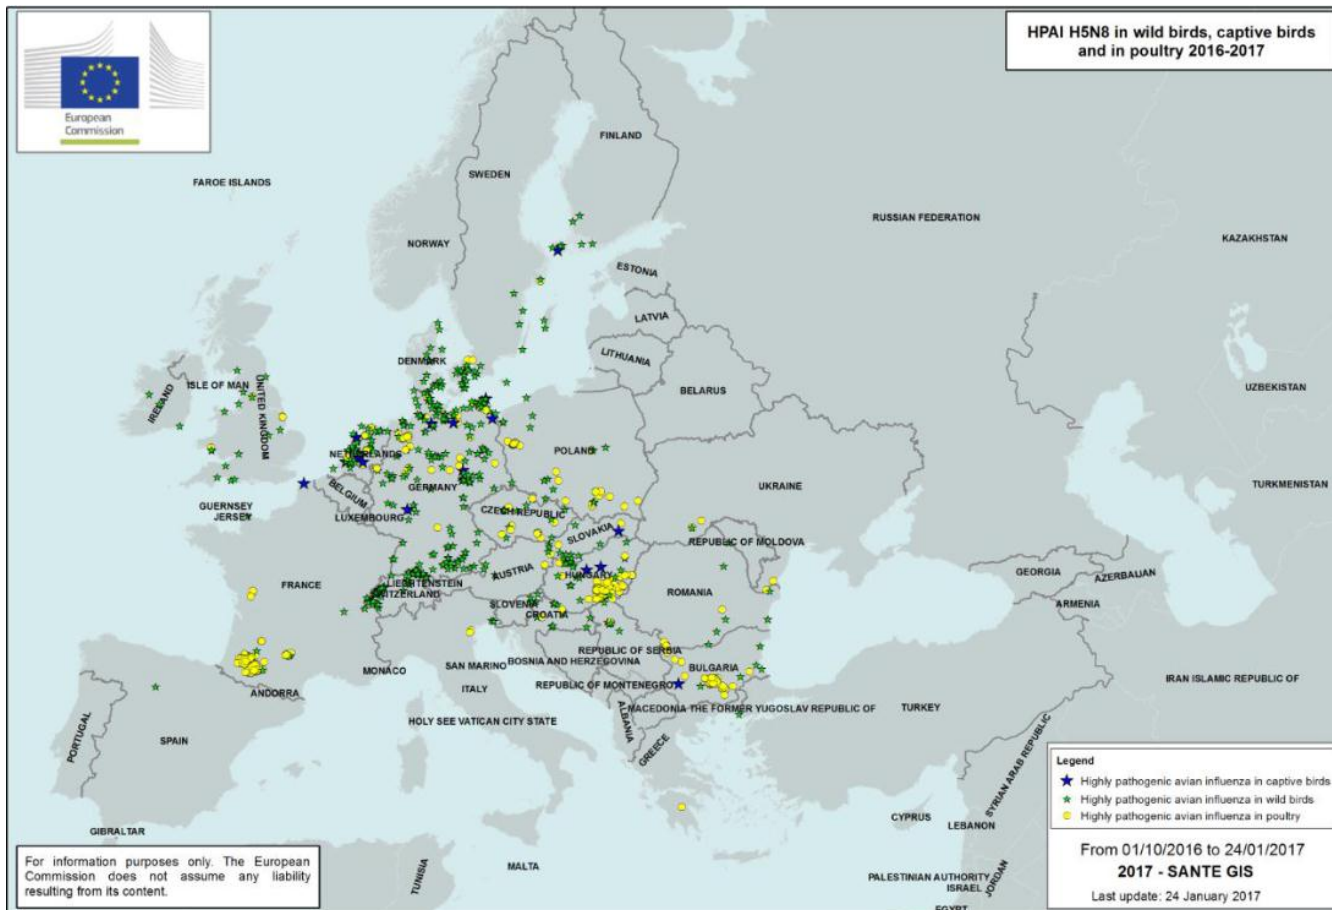 European
Commission
HPAI H5N8 in wild birds, captive birds
and in poultry 2016-2017
FINLAND
SWEDEN
FAROE ISLANDS
RUSSIAN FEDERATION
KAZAKHSTAN
NORWAY
ESTONIA
LATVIA
LITHUANIA
DENMARK
ISLE OF MAN
IRELAND
UNITED KINGDOM
BELARUS
UZBEKISTAN
NETHERLANDS
POLAND
UKRAINE
TURKMENISTAN
BELGIUM
GERMANY
GUERNSEY
JERSEY
LUXEMBOURG
CZECH REPUBLIC
SLOVAKIA
REPUBLIC OF MOLDOVA
FRANCE
LIECHTENSTEIN
SWITZERLAND
AUSTRIA
HUNGARY
ROMANIA
GEORGIA
AZERBAIJAN
ARMENIA
SLOVENIA
CROATIA
REPUBLIC OF SERBIA
BOSNIA AND HERZEGOVINA
SAN MARINO
MONACO
BULGARIA
ANDORRA
ITALY
REPUBLIC OF MONTENEGRO
IRAN ISLAMIC REPUBLIC OF
MACEDONIA THE FORMER YUGOSLAV REPUBLIC OF
TURKEY
HOLY SEE VATICAN CITY STATE
ALBANIA
GREECE
PORTUGAL
SPAIN
SYRIAN ARAB REPUBLIC
GIBRALTAR
CYPRUS
LEBANON
MALTA
TUNISIA
PALESTINIAN AUTHORITY
ISRAEL
JORDAN
EGYPT
Legend
Highly pathogenic avian influenza in captive birds
Highly pathogenic avian influenza in wild birds
Highly pathogenic avian influenza in poultry
From 01/10/2016 to 24/01/2017
2017 - SANTE GIS
Last update: 24 January 2017
For information purposes only. The European
Commission does not assume any liability
resulting from its content.